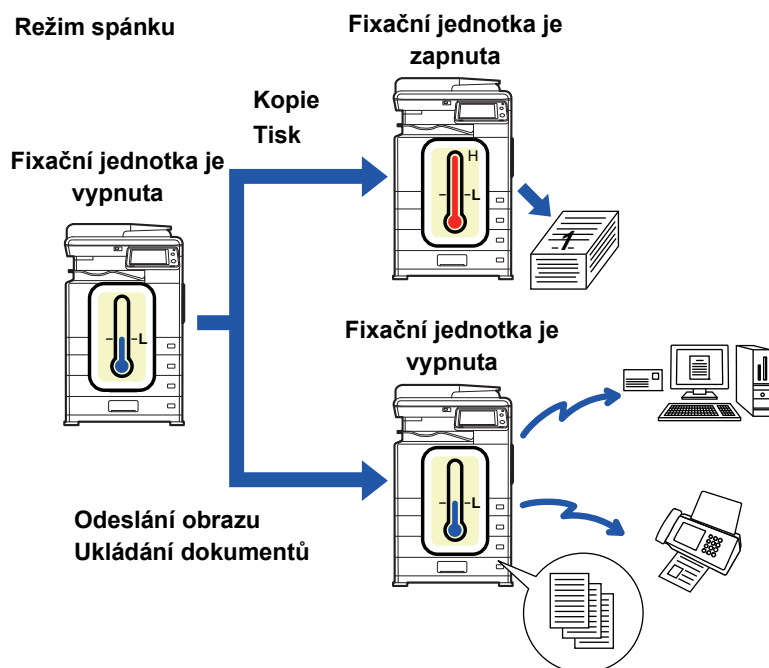 Režim spánku
Fixační jednotka je
zapnuta
Kopie
Tisk
Fixační jednotka je
vypnuta
H
L
1
L
Fixační jednotka je
vypnuta
L
Odeslání obrazu
Ukládání dokumentů